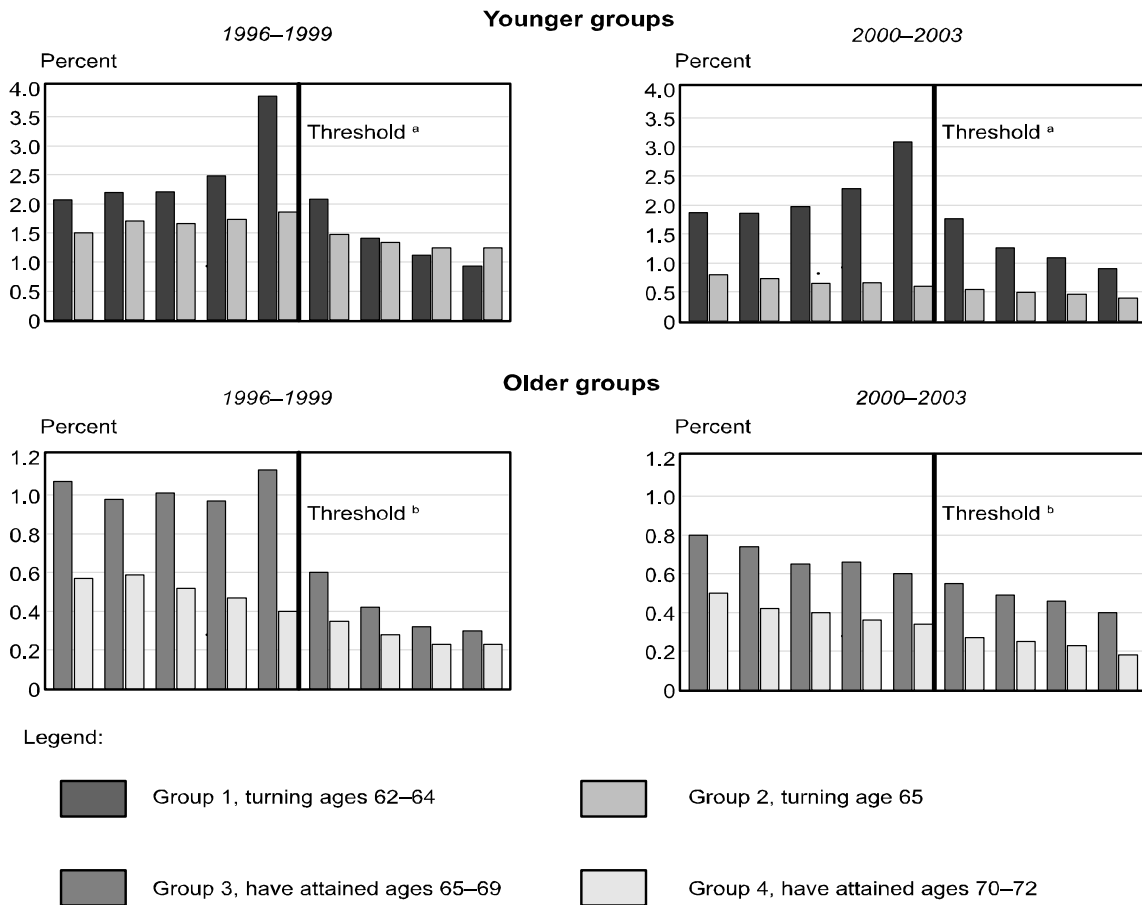 Younger groups
1996–1999
2000–2003
Percent
Percent
4.0
3.5
3.0
2.5
2.0
1.5
1.0
0.5
0
Threshold a
4.0
3.5
3.0
2.5
2.0
1.5
1.0
0.5
0
Threshold a
Older groups
1996–1999
2000–2003
Percent
Percent
1.2
1.0
0.8
0.6
0.4
0.2
0
Threshold b
1.2
1.0
0.8
0.6
0.4
0.2
0
Threshold b
Legend:
Group 1, turning ages 62–64
Group 2, turning age 65
Group 3, have attained ages 65–69
Group 4, have attained ages 70–72